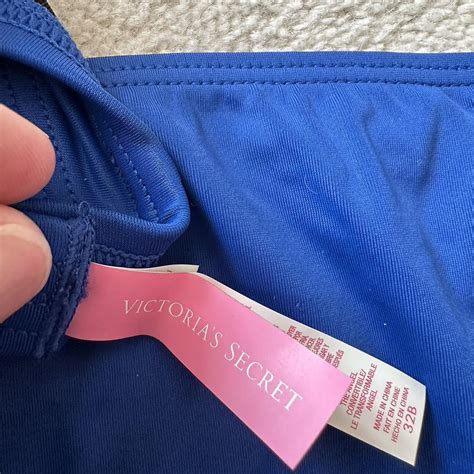 VICTORIA'S SECRET
THE ANGEL
CONVERTIBLE/
LE TRANSFORMABLE
ANGEL
MADE IN CHINA
FAIT EN CHINE
HECHO EN CHINA
32B